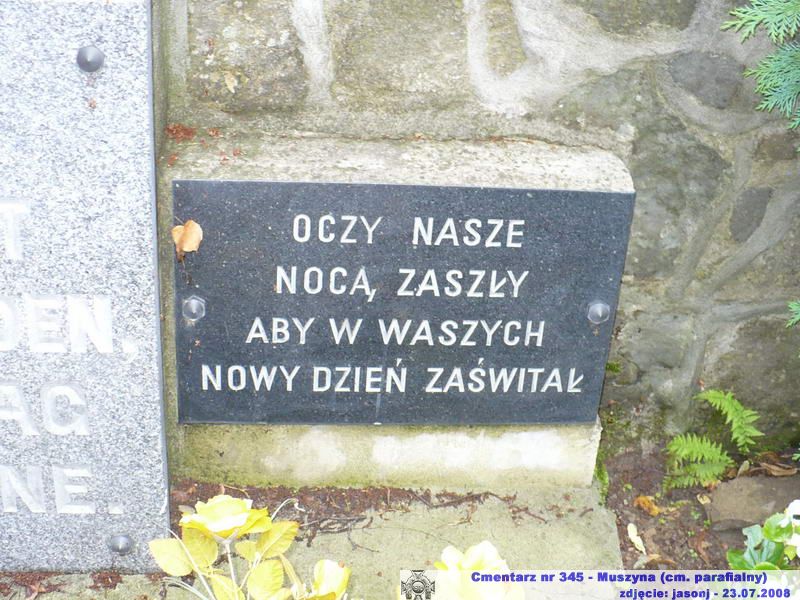 OCZY NASZE
NOCĄ, ZASZŁY
ABY W WASZYCH
NOWY DZIEŃ ZAŚWITAŁ
Cmentarz nr 345 - Muszyna (cm. parafialny)
zdjęcie: jasonj - 23.07.2008